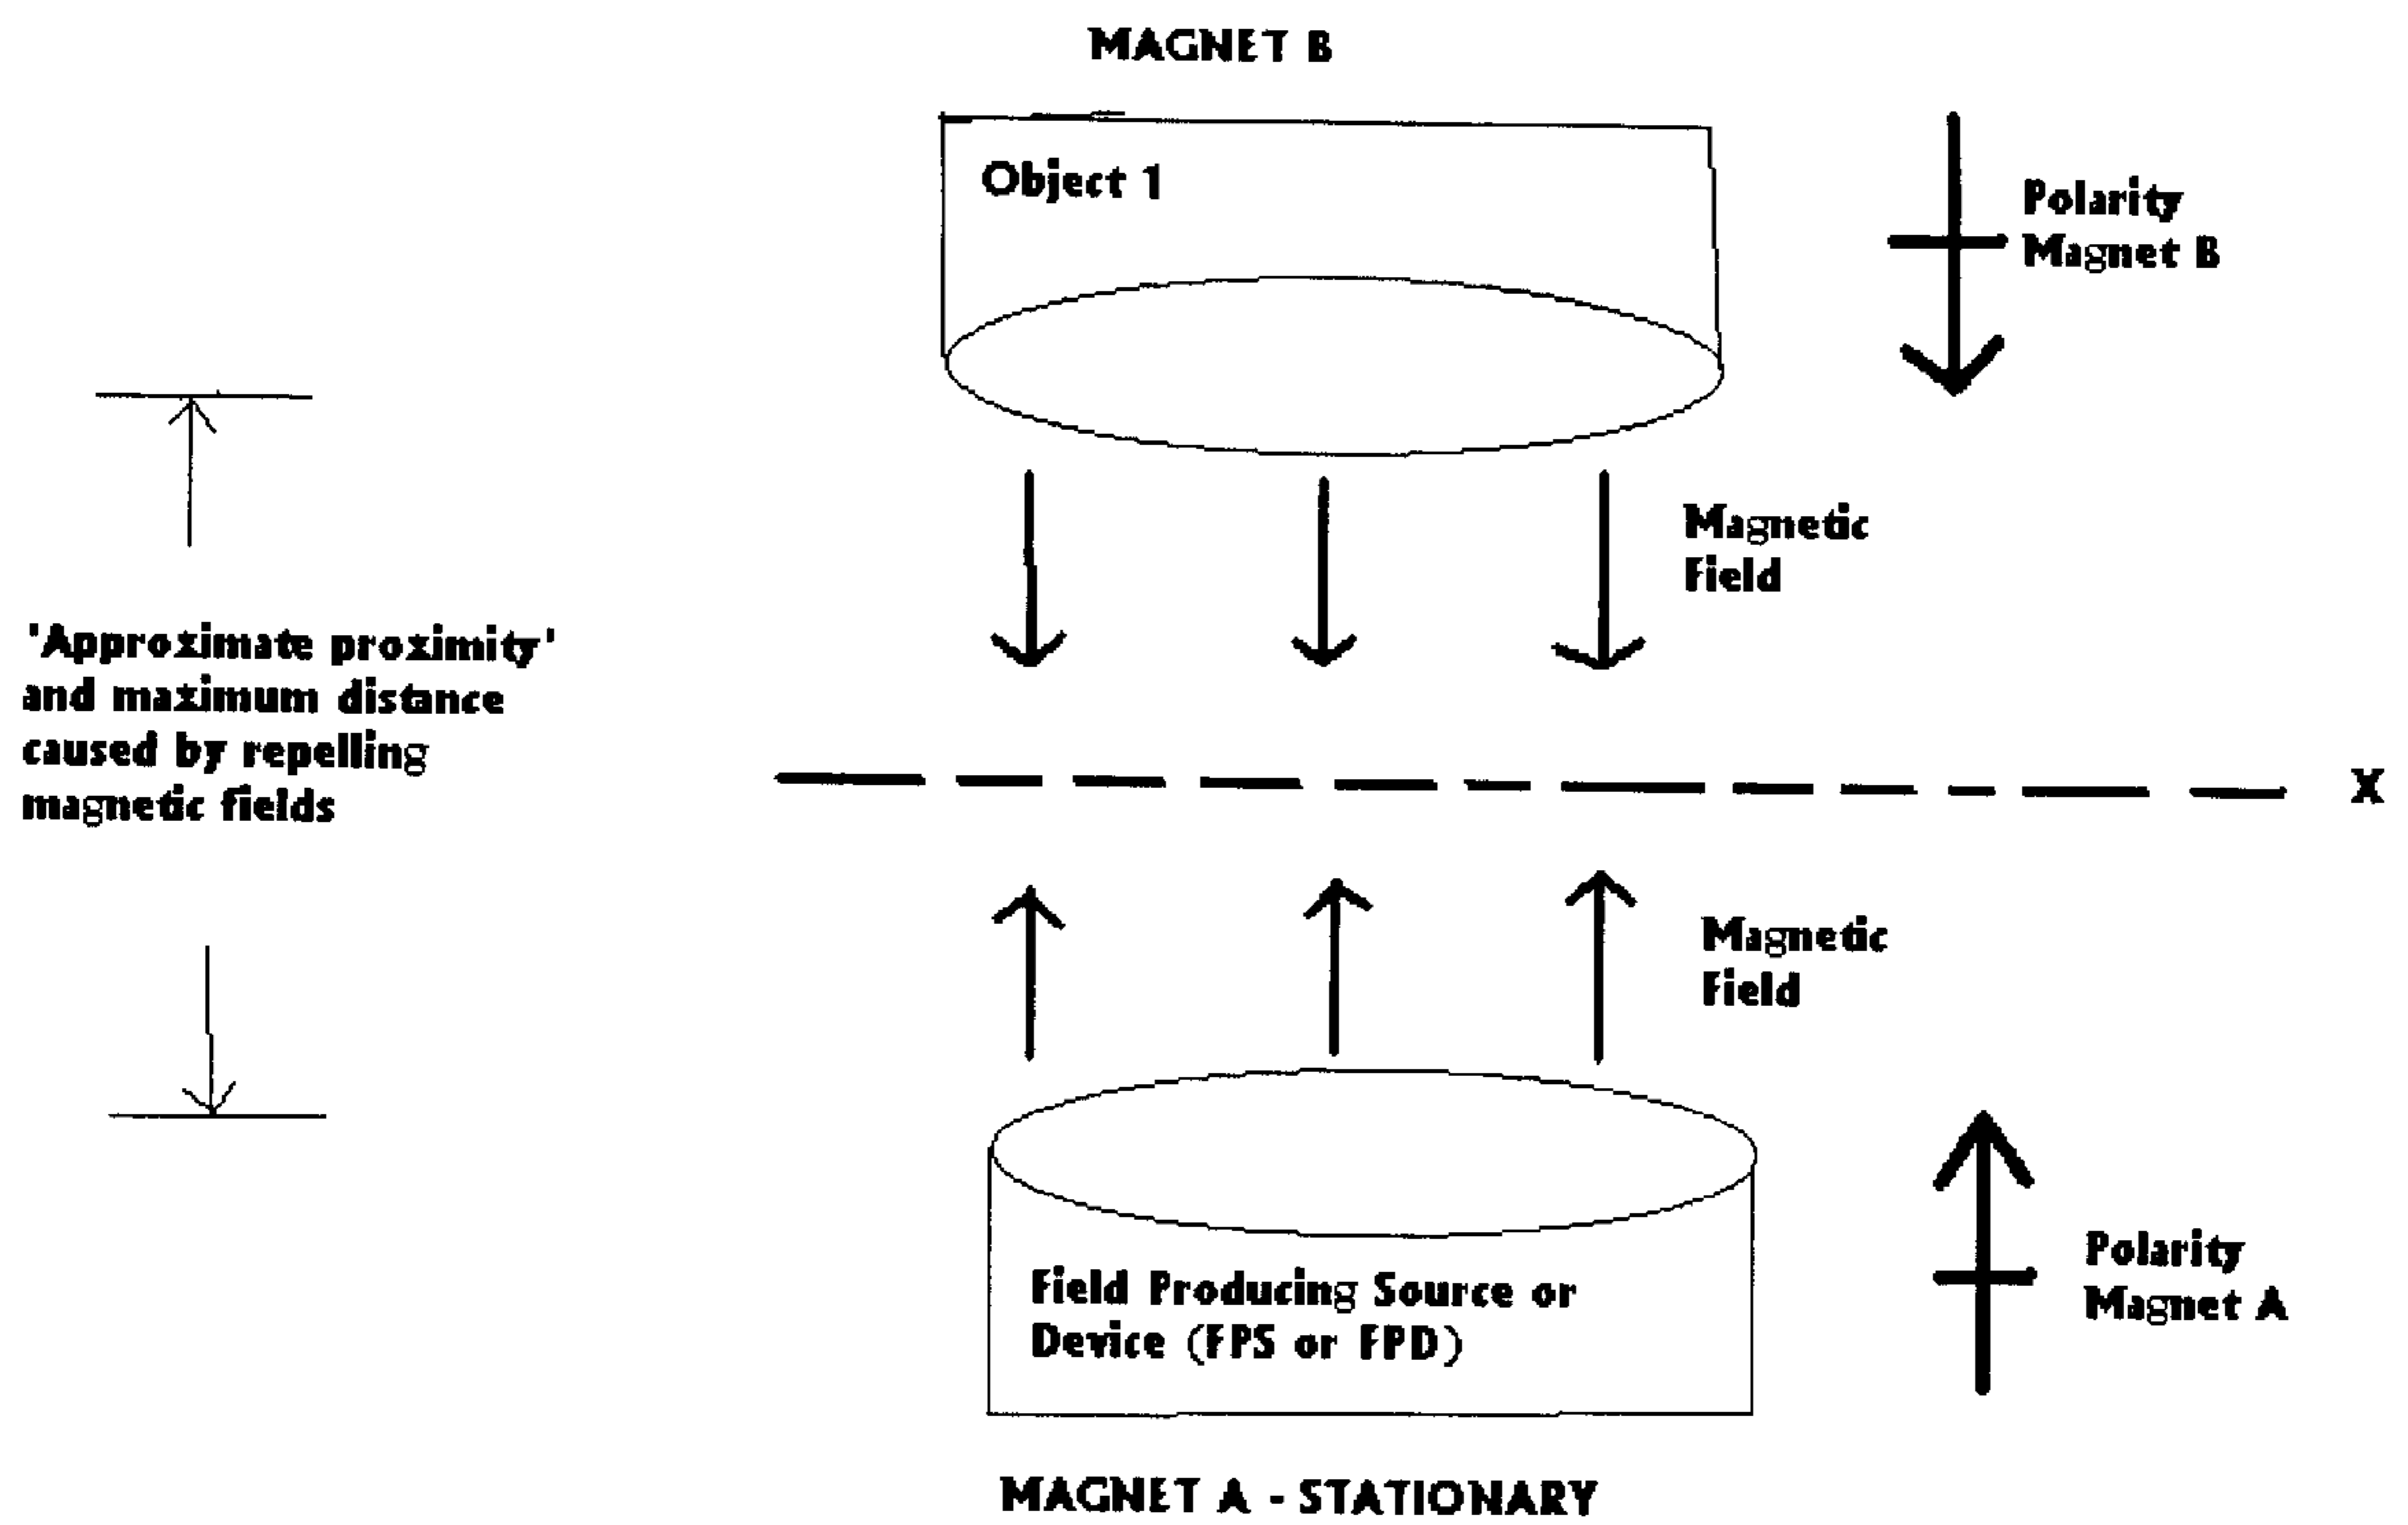 MAGNET B
Object 1
Polarity
Magnet B
Magnetic
Field
'Approximate proximity'
and maximum distance
caused by repelling
magnetic fields
X
Magnetic
Field
Field Producing Source or
Device (FPS or FPD)
Polarity
Magnet A
MAGNET A - STATIONARY